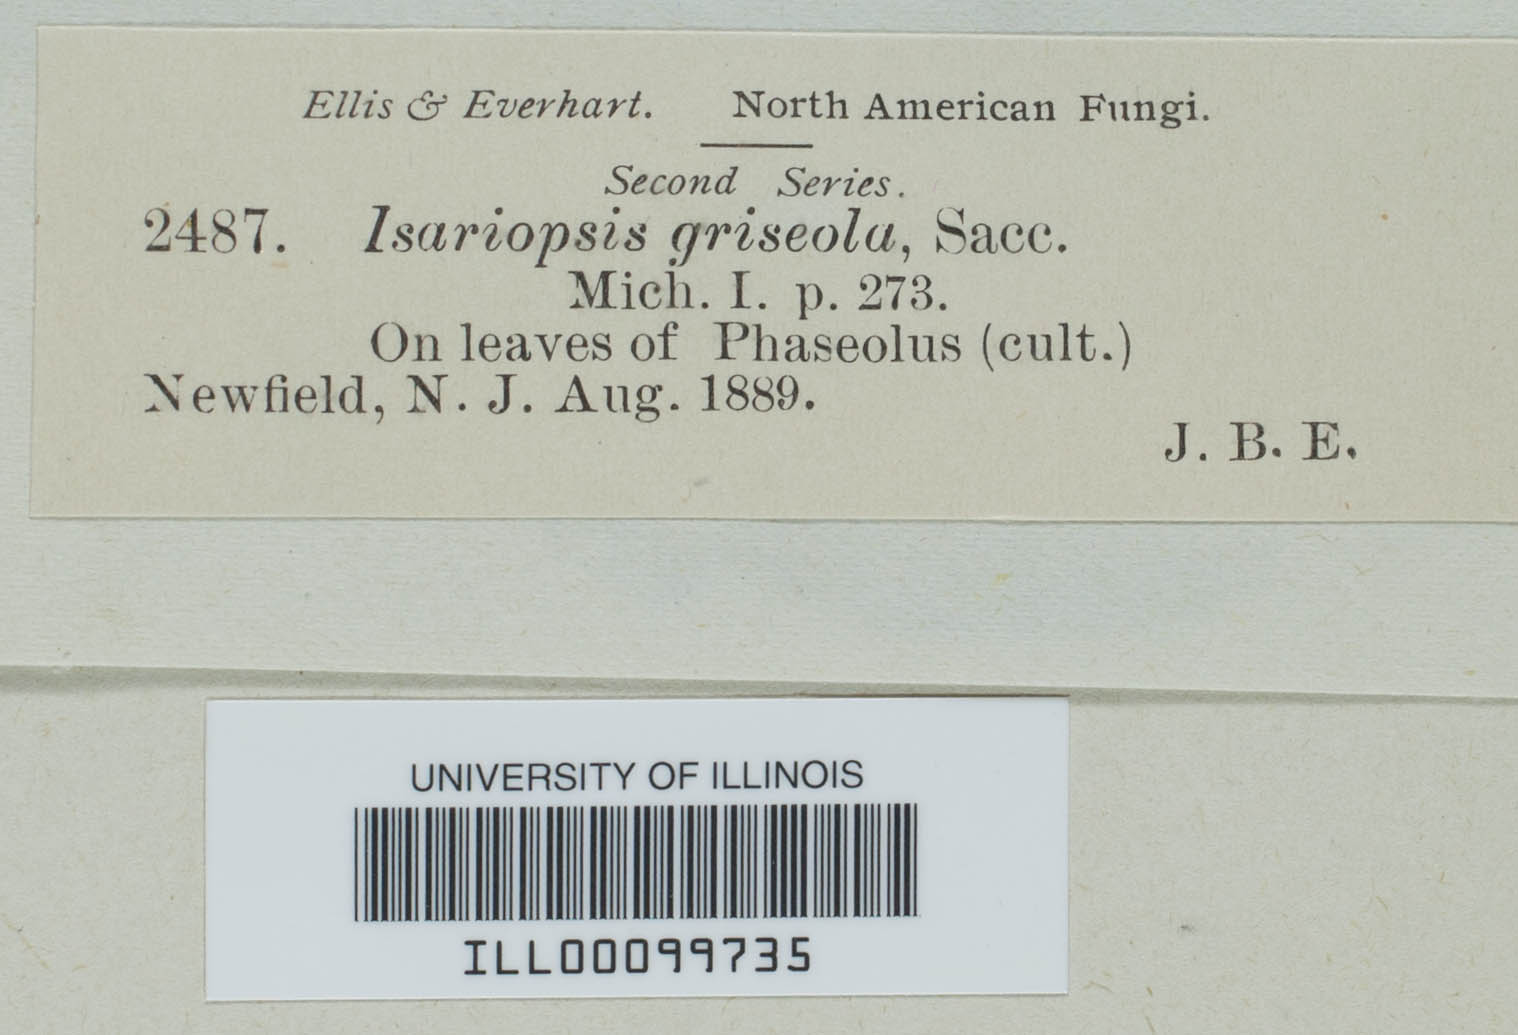 Ellis & Everhart. North American Fungi.
Second Series.
2487. Isariopsis griseola, Sacc.
Mich. I. p. 273.
On leaves of Phaseolus (cult.)
Newfield, N. J. Aug. 1889.
J. B. E.
UNIVERSITY OF ILLINOIS
ILL00099735